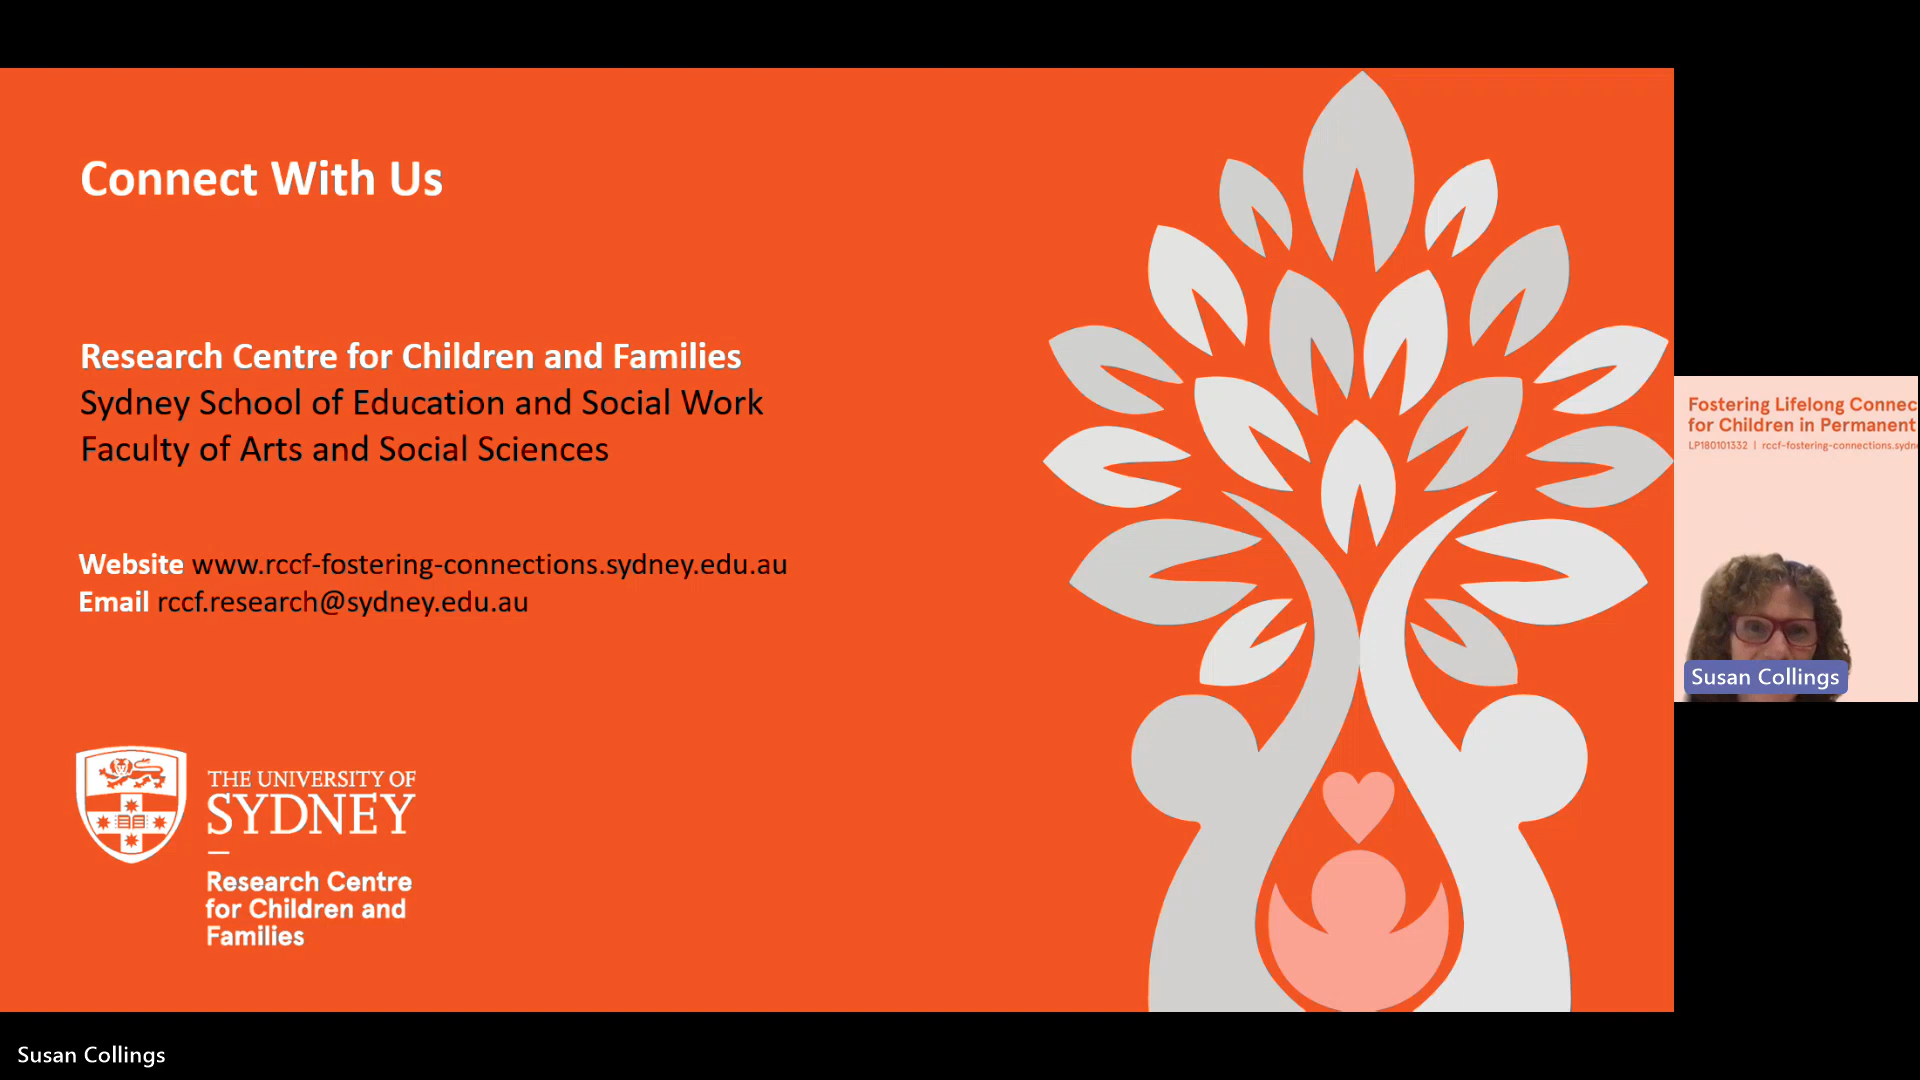 Connect With Us
Research Centre for Children and Families
Sydney School of Education and Social Work
Faculty of Arts and Social Sciences
Website www.rccf-fostering-connections.sydney.edu.au
Email rccf.research@sydney.edu.au
THE UNIVERSITY OF
SYDNEY
Research Centre
for Children and
Families
Fostering Lifelong Connec
for Children in Permanent
LP180101332 | rccf-fostering-connections.sydn
Susan Collings
Susan Collings